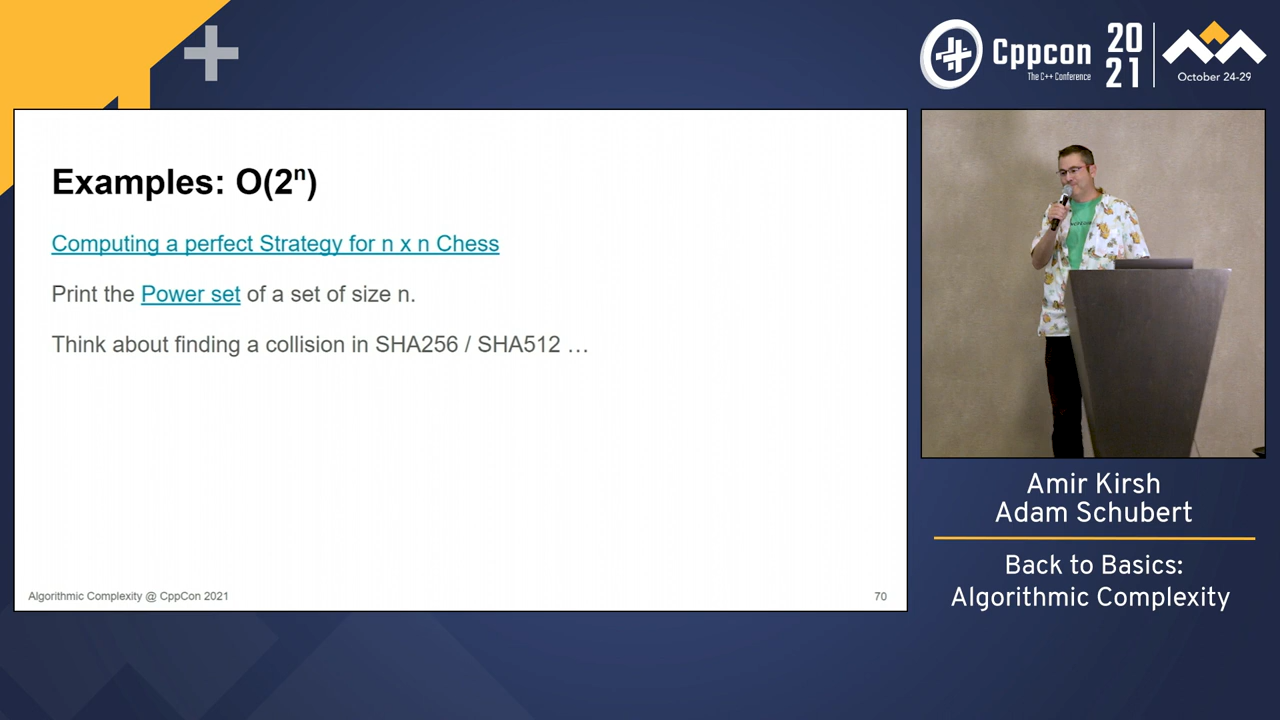 Cppcon
The C++ Conference
20
21
October 24-29
Examples: O(2ⁿ)
Computing a perfect Strategy for n x n Chess
Print the Power set of a set of size n.
Think about finding a collision in SHA256 / SHA512 …
Algorithmic Complexity @ CppCon 2021
70
Amir Kirsh
Adam Schubert
Back to Basics:
Algorithmic Complexity